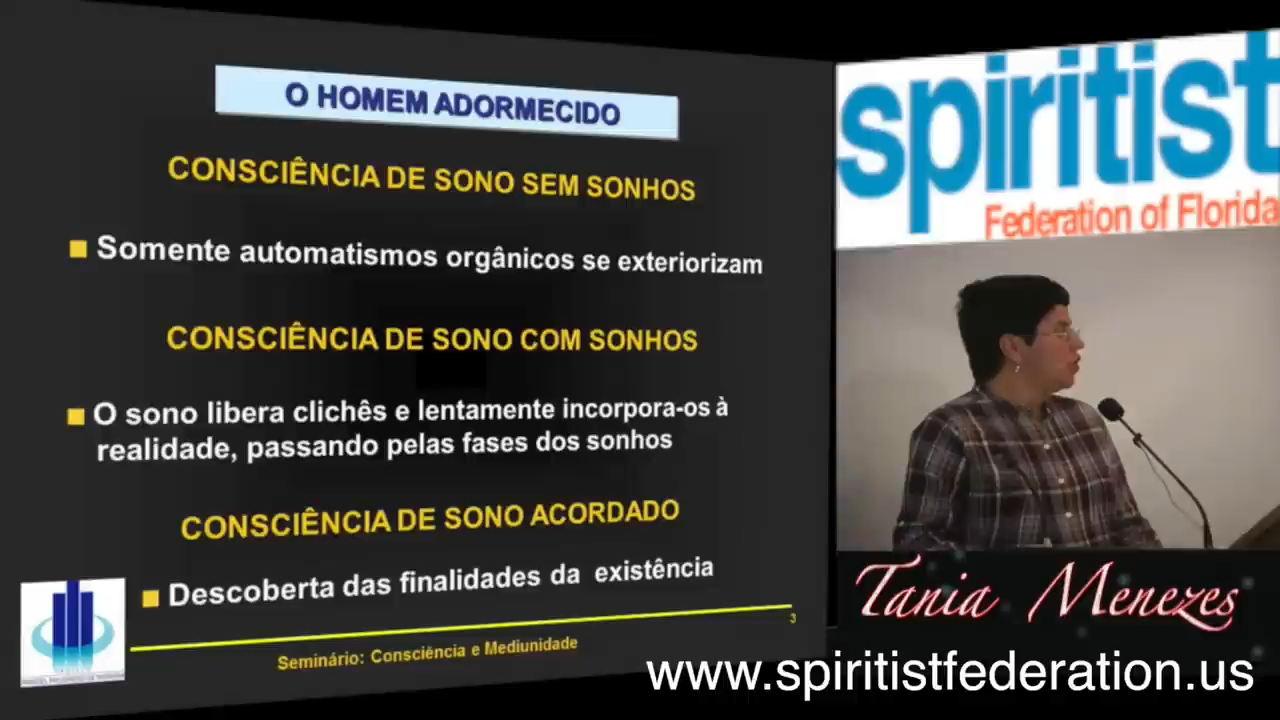 O HOMEM ADORMECIDO
CONSCIÊNCIA DE SONO SEM SONHOS
Somente automatismos orgânicos se exteriorizam
CONSCIÊNCIA DE SONO COM SONHOS
O sono libera clichês e lentamente incorpora-os à
realidade, passando pelas fases dos sonhos
CONSCIÊNCIA DE SONO ACORDADO
Descoberta das finalidades da existência
3
Seminário: Consciência e Mediunidade
spiritist
Federation of Florida
Tania Menezes
www.spiritistfederation.us